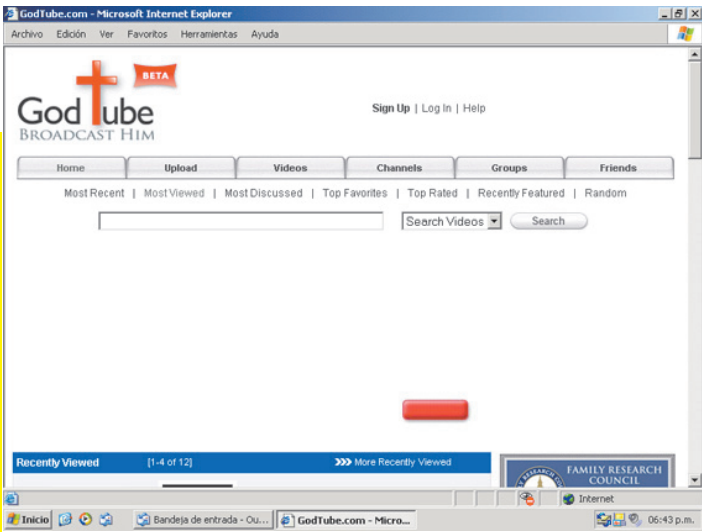 GodTube.com - Microsoft Internet Explorer
Archivo Edición Ver Favoritos Herramientas Ayuda
BETA
God Tube
BROADCAST HIM
Sign Up | Log In | Help
Home Upload Videos Channels Groups Friends
Most Recent | Most Viewed | Most Discussed | Top Favorites | Top Rated | Recently Featured | Random
Search Videos Search
Recently Viewed [1-4 of 12] >>> More Recently Viewed
FAMILY RESEARCH
COUNCIL
Internet
Inicio Bandeja de entrada - Ou... GodTube.com - Micro... 06:43 p.m.